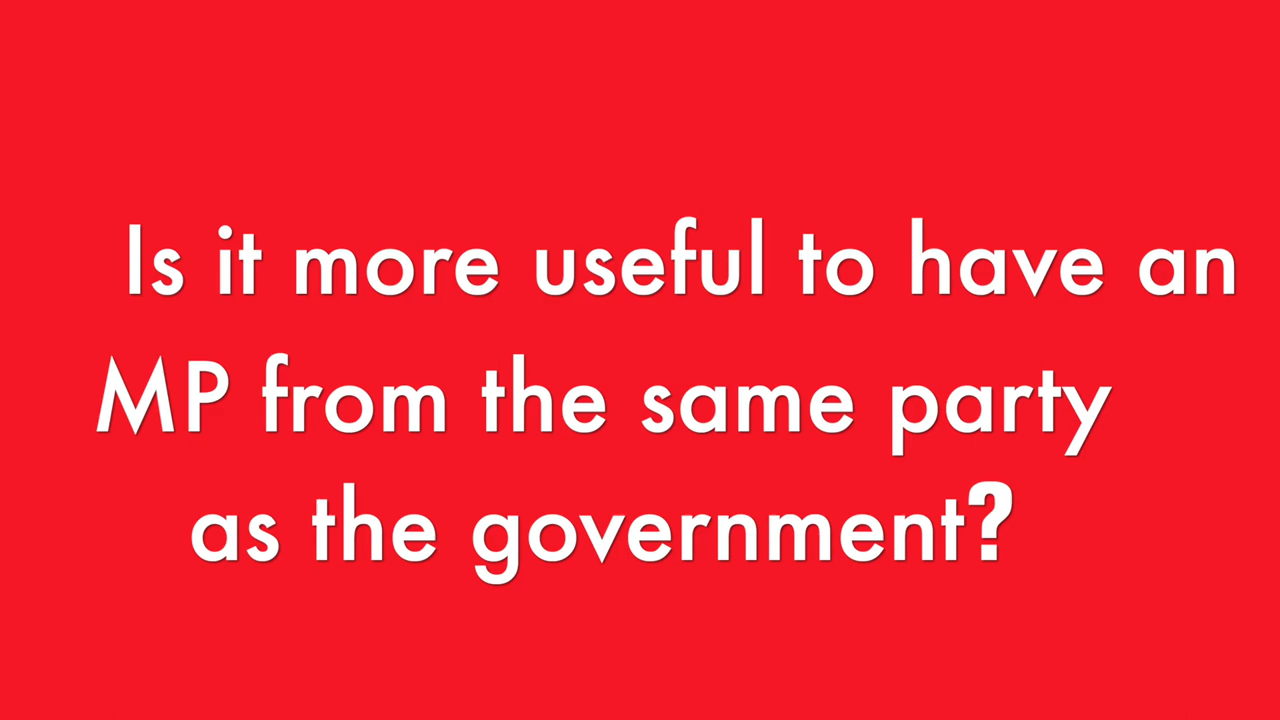 Is it more useful to have an
MP from the same party
as the government?